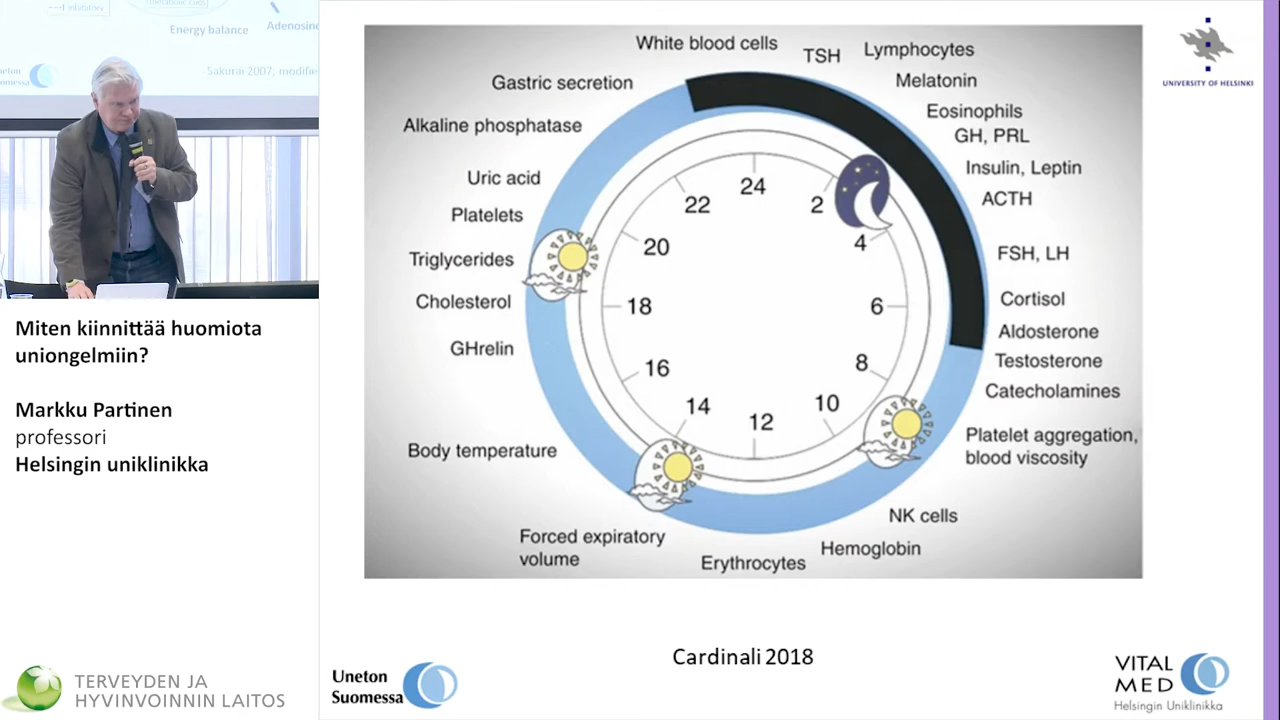 inhibitory
Energy balance
Adenosine
Uneton
Suomessa
Sakurai 2007; modifie
Miten kiinnittää huomiota
uniongelmiin?
Markku Partinen
professori
Helsingin uniklinikka
TERVEYDEN JA
HYVINVOINNIN LAITOS
White blood cells
TSH
Lymphocytes
Gastric secretion
Melatonin
Alkaline phosphatase
Eosinophils
GH, PRL
Uric acid
Insulin, Leptin
Platelets
ACTH
Triglycerides
FSH, LH
Cholesterol
Cortisol
GHrelin
Aldosterone
Testosterone
Catecholamines
Body temperature
Platelet aggregation,
blood viscosity
Forced expiratory
volume
NK cells
Erythrocytes
Hemoglobin
24
2
4
6
8
10
12
14
16
18
20
22
UNIVERSITY OF HELSINKI
Cardinali 2018
Uneton
Suomessa
VITAL
MED
Helsingin Uniklinikka